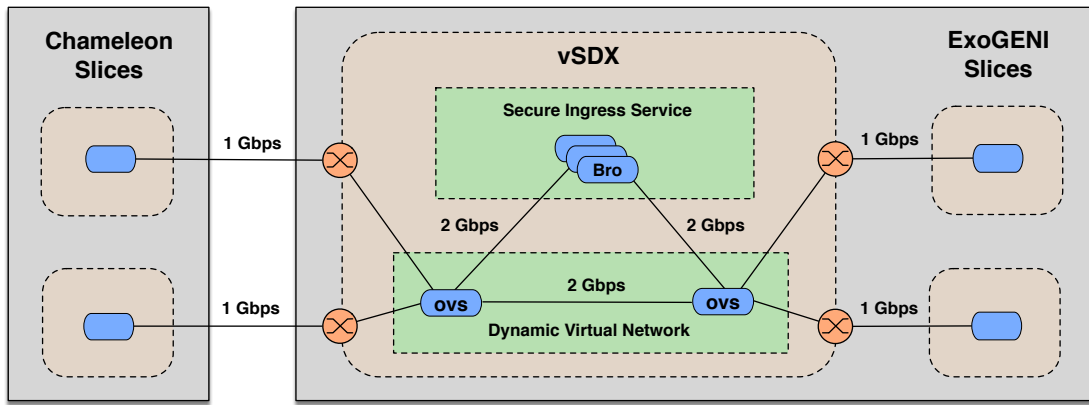 Chameleon
Slices
vSDX
ExoGENI
Slices
Secure Ingress Service
Bro
1 Gbps
1 Gbps
2 Gbps
2 Gbps
2 Gbps
ovs
ovs
1 Gbps
1 Gbps
Dynamic Virtual Network